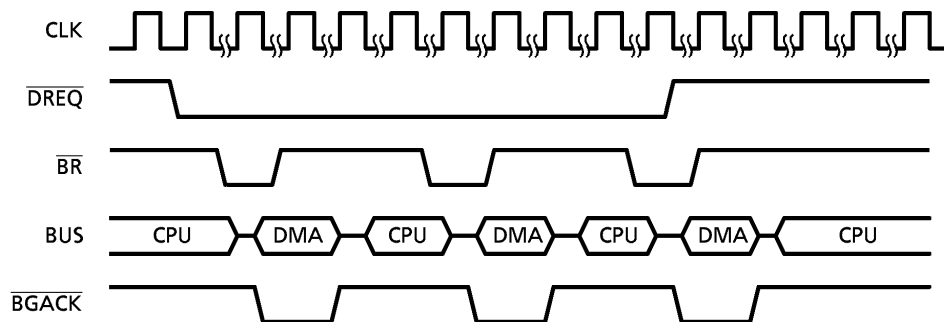 CLK
DREQ
BR
BUS CPU DMA CPU DMA CPU DMA CPU
BGACK